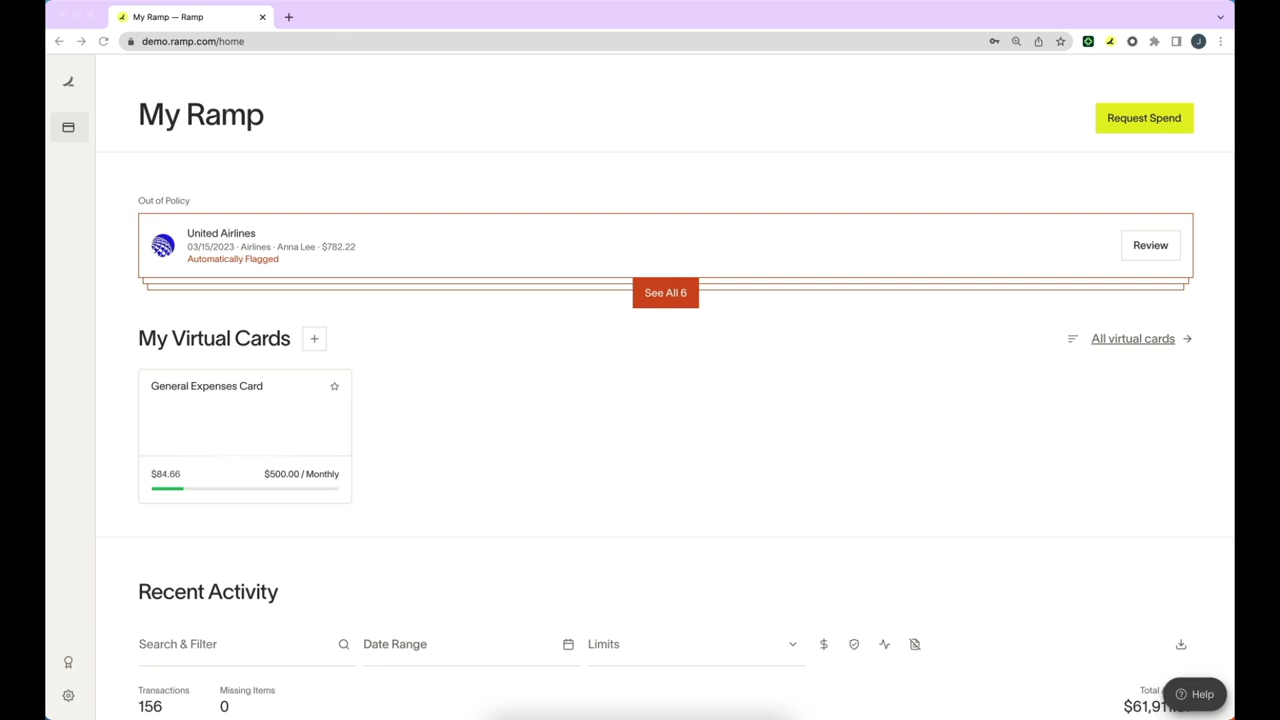 My Ramp — Ramp
demo.ramp.com/home
J
My Ramp
Request Spend
Out of Policy
United Airlines
03/15/2023 · Airlines · Anna Lee · $782.22
Automatically Flagged
Review
See All 6
My Virtual Cards
All virtual cards
General Expenses Card
$84.66
$500.00 / Monthly
Recent Activity
Search & Filter
Date Range
Limits
Transactions
Missing Items
Total
156
0
Help